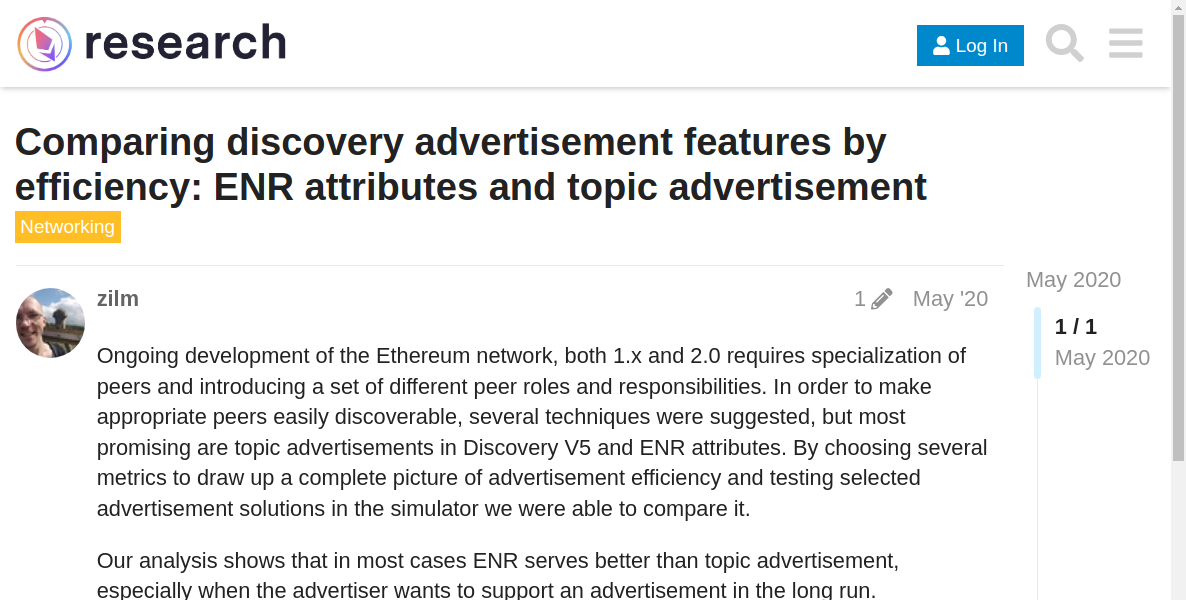 research
Log In
Comparing discovery advertisement features by
efficiency: ENR attributes and topic advertisement
Networking
zilm
1
May '20
May 2020
1 / 1
May 2020
Ongoing development of the Ethereum network, both 1.x and 2.0 requires specialization of
peers and introducing a set of different peer roles and responsibilities. In order to make
appropriate peers easily discoverable, several techniques were suggested, but most
promising are topic advertisements in Discovery V5 and ENR attributes. By choosing several
metrics to draw up a complete picture of advertisement efficiency and testing selected
advertisement solutions in the simulator we were able to compare it.
Our analysis shows that in most cases ENR serves better than topic advertisement,
especially when the advertiser wants to support an advertisement in the long run.